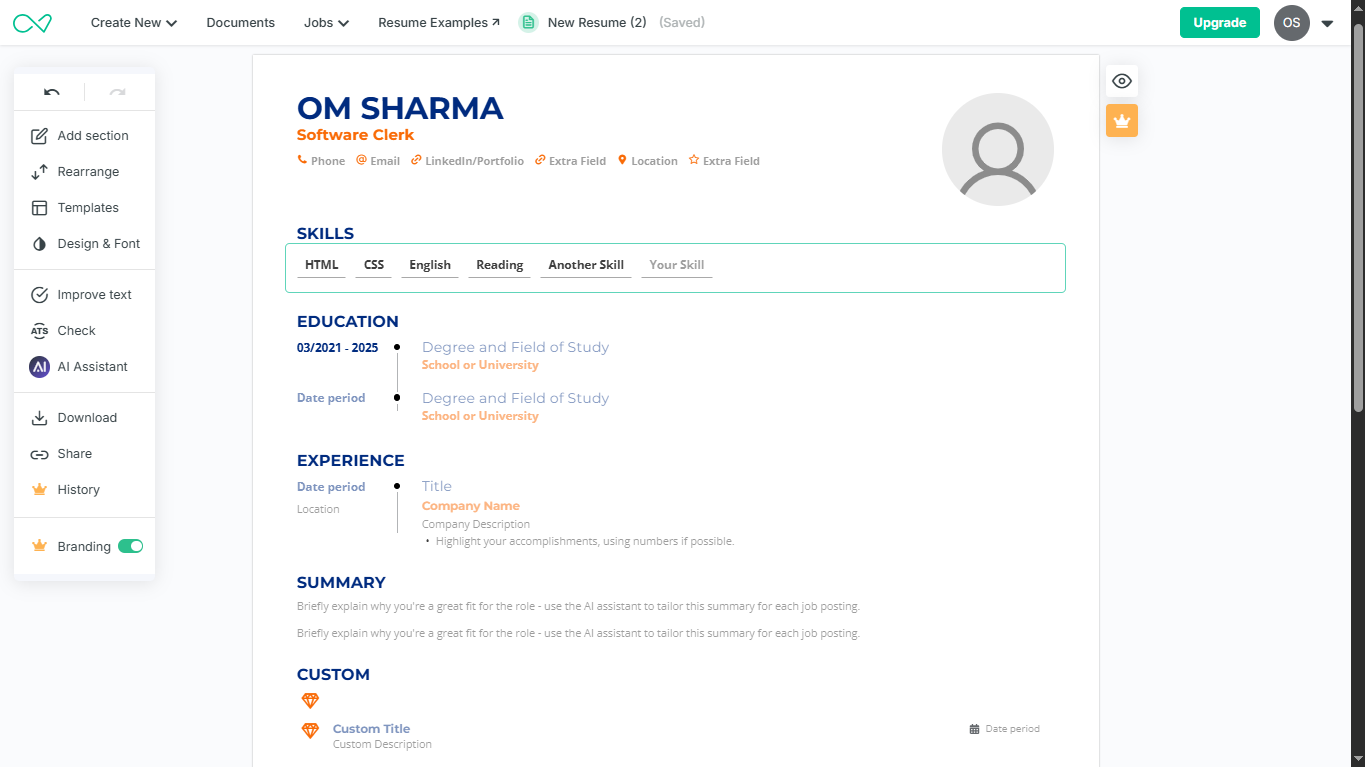 Create New Documents Jobs Resume Examples New Resume (2) (Saved) Upgrade OS
Add section
Rearrange
Templates
Design & Font
Improve text
ATS Check
AI AI Assistant
Download
Share
History
Branding
OM SHARMA
Software Clerk
Phone @ Email LinkedIn/Portfolio Extra Field Location Extra Field
SKILLS
HTML CSS English Reading Another Skill Your Skill
EDUCATION
03/2021 - 2025 Degree and Field of Study
School or University
Date period Degree and Field of Study
School or University
EXPERIENCE
Date period Title
Location Company Name
Company Description
• Highlight your accomplishments, using numbers if possible.
SUMMARY
Briefly explain why you're a great fit for the role - use the AI assistant to tailor this summary for each job posting.
Briefly explain why you're a great fit for the role - use the AI assistant to tailor this summary for each job posting.
CUSTOM
Custom Title Date period
Custom Description